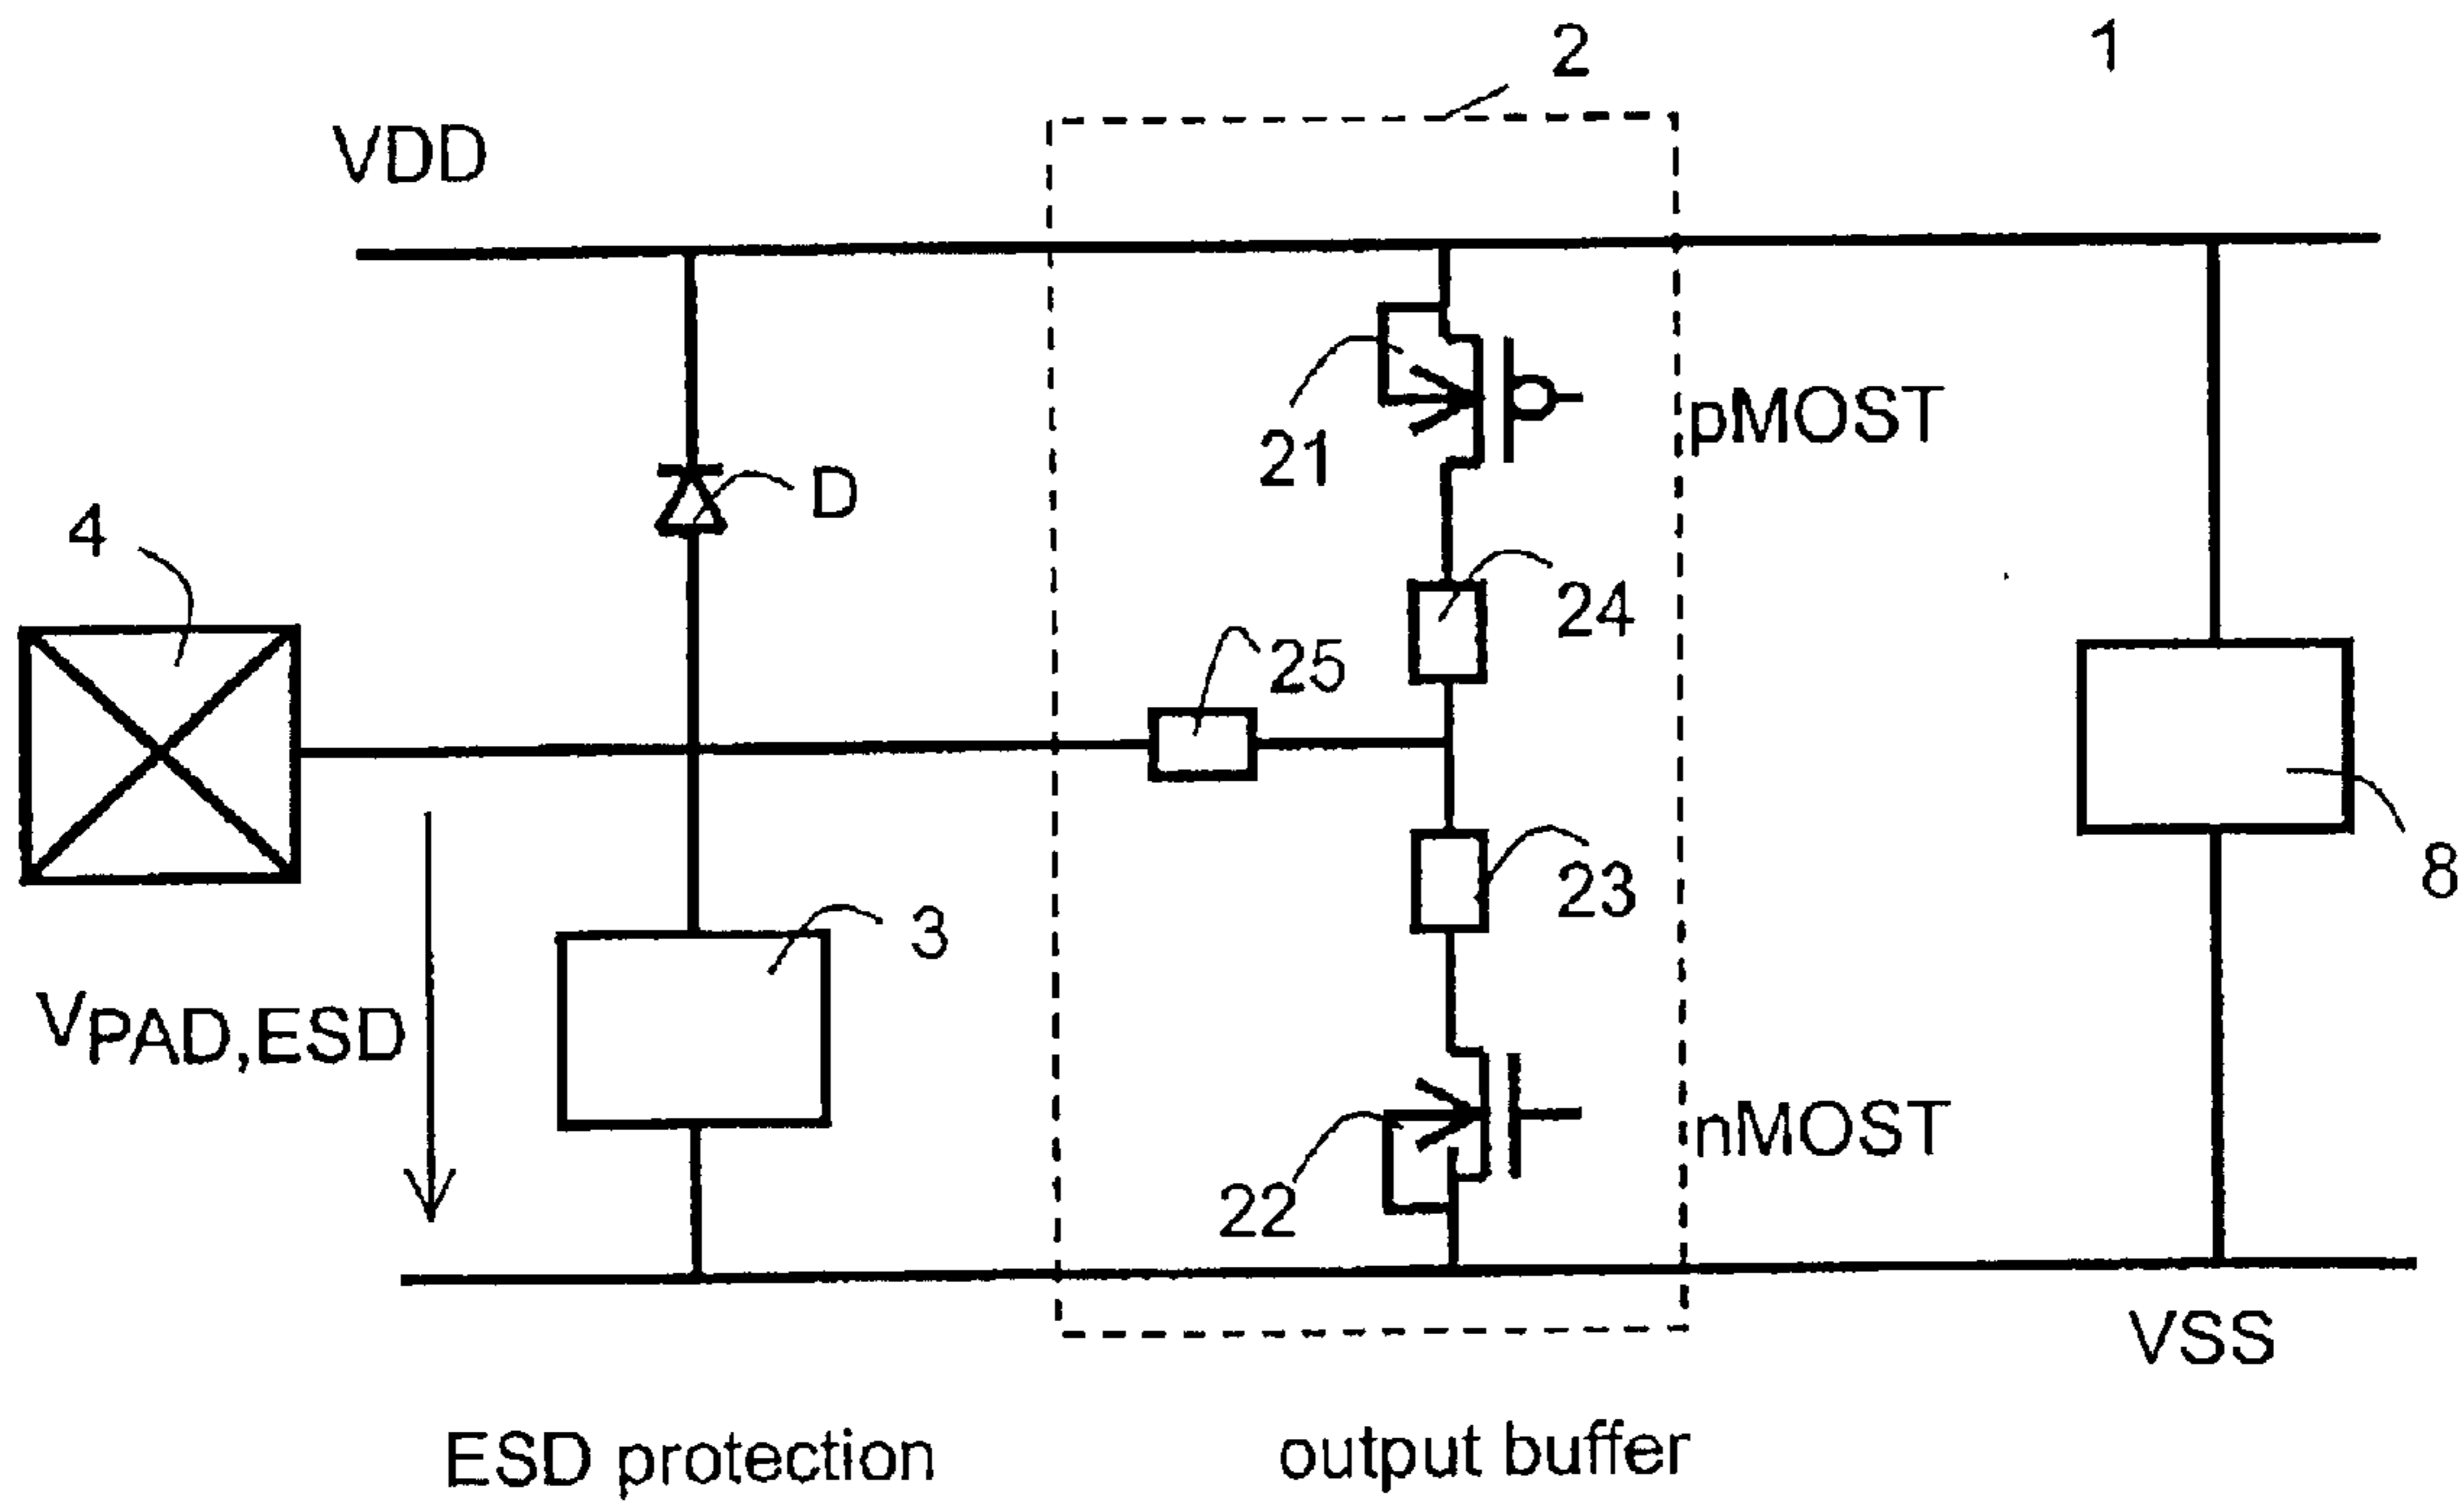 2
1
VDD
pMOST
21
D
4
24
25
23
3
8
VPAD,ESD
nMOST
22
VSS
ESD protection
output buffer